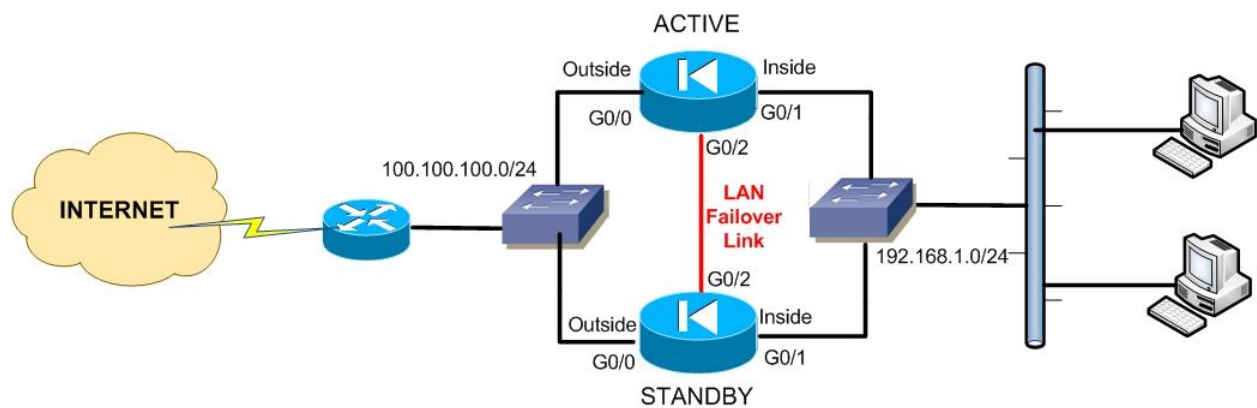 ACTIVE
Outside
Inside
G0/0
G0/1
G0/2
100.100.100.0/24
INTERNET
LAN
Failover
Link
192.168.1.0/24
G0/2
Outside
Inside
G0/0
G0/1
STANDBY